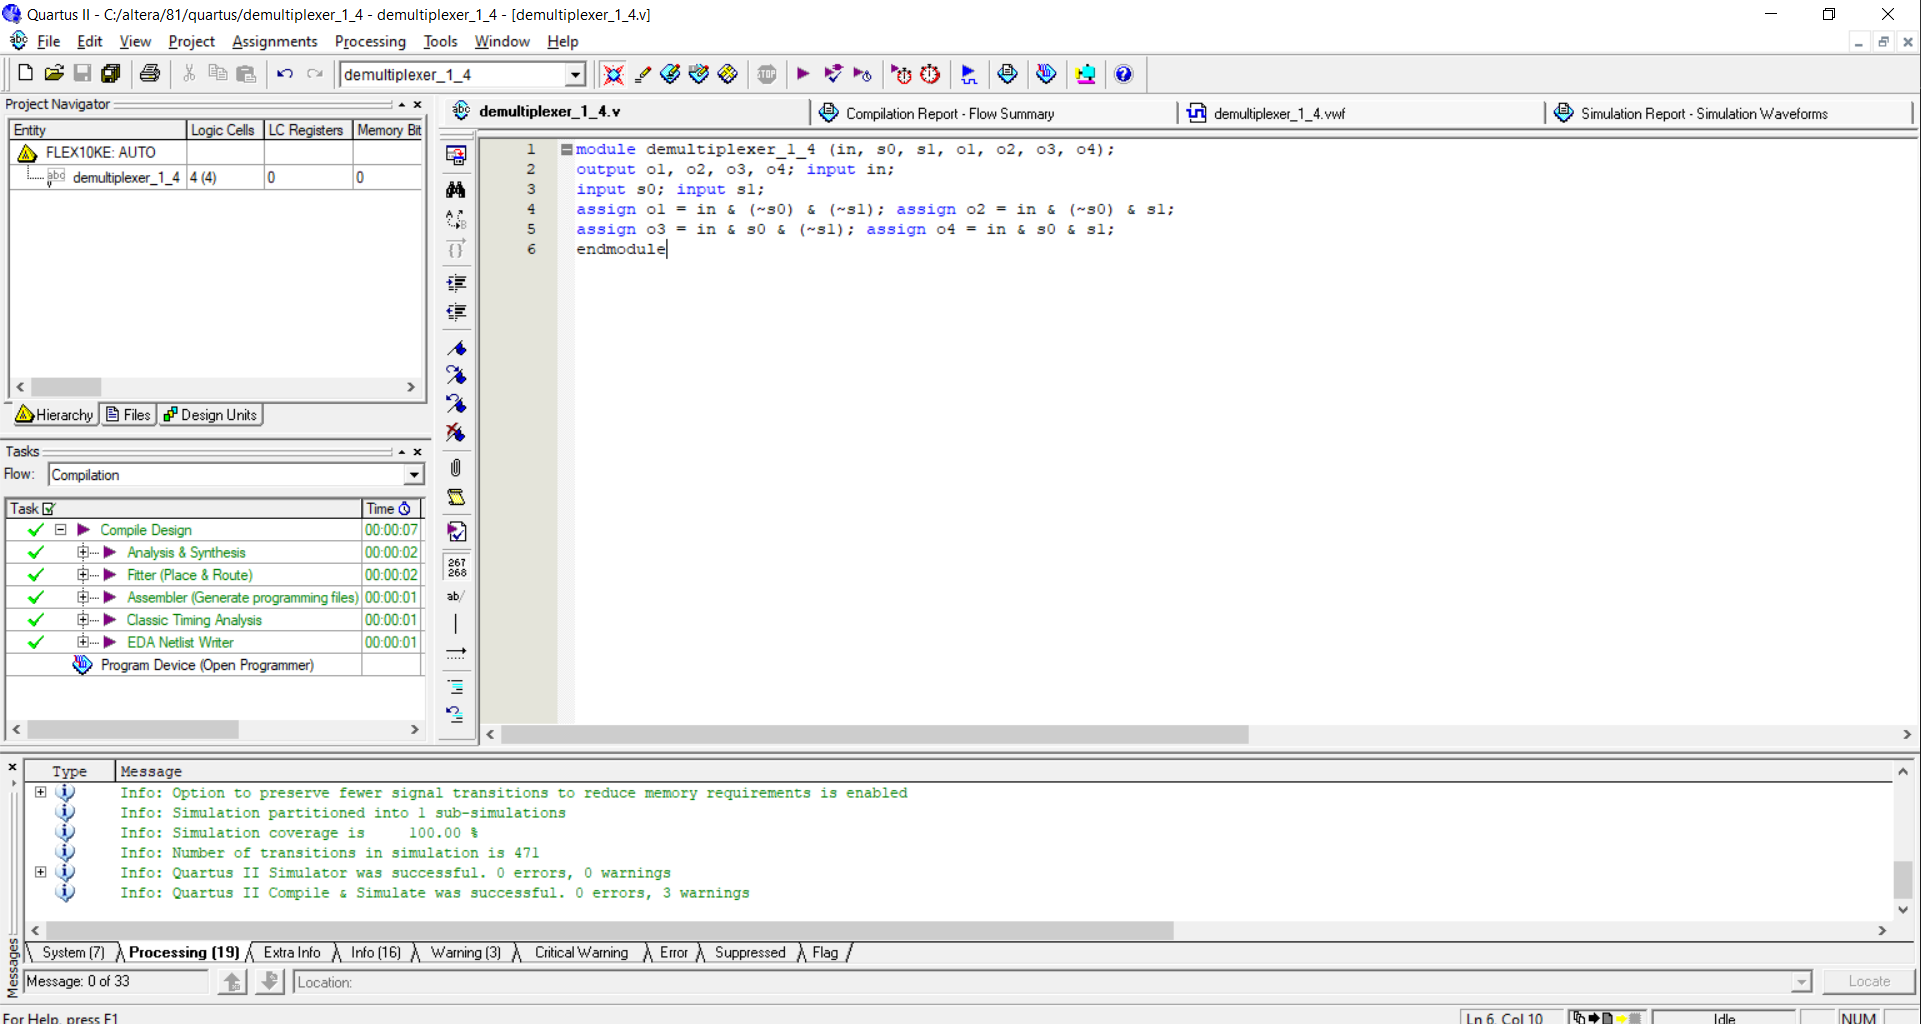 Quartus II - C:/altera/81/quartus/demultiplexer_1_4 - demultiplexer_1_4 - [demultiplexer_1_4.v]
File Edit View Project Assignments Processing Tools Window Help
demultiplexer_1_4
STOP
Project Navigator
Entity Logic Cells LC Registers Memory Bit
FLEX10KE: AUTO
demultiplexer_1_4 4 (4) 0 0
Hierarchy Files Design Units
Tasks
Flow: Compilation
Task Time
Compile Design 00:00:07
Analysis & Synthesis 00:00:02
Fitter (Place & Route) 00:00:02
Assembler (Generate programming files) 00:00:01
Classic Timing Analysis 00:00:01
EDA Netlist Writer 00:00:01
Program Device (Open Programmer)
demultiplexer_1_4.v Compilation Report - Flow Summary demultiplexer_1_4.vwf Simulation Report - Simulation Waveforms
267
268
ab/
1 module demultiplexer_1_4 (in, s0, s1, o1, o2, o3, o4);
2 output o1, o2, o3, o4; input in;
3 input s0; input s1;
4 assign o1 = in & (~s0) & (~s1); assign o2 = in & (~s0) & s1;
5 assign o3 = in & s0 & (~s1); assign o4 = in & s0 & s1;
6 endmodule
Type Message
Info: Option to preserve fewer signal transitions to reduce memory requirements is enabled
Info: Simulation partitioned into 1 sub-simulations
Info: Simulation coverage is 100.00 %
Info: Number of transitions in simulation is 471
Info: Quartus II Simulator was successful. 0 errors, 0 warnings
Info: Quartus II Compile & Simulate was successful. 0 errors, 3 warnings
System (7) Processing (19) Extra Info Info (16) Warning (3) Critical Warning Error Suppressed Flag
Messages
Message: 0 of 33 Location: Locate
For Help, press F1 Ln 6, Col 10 Idle NUM